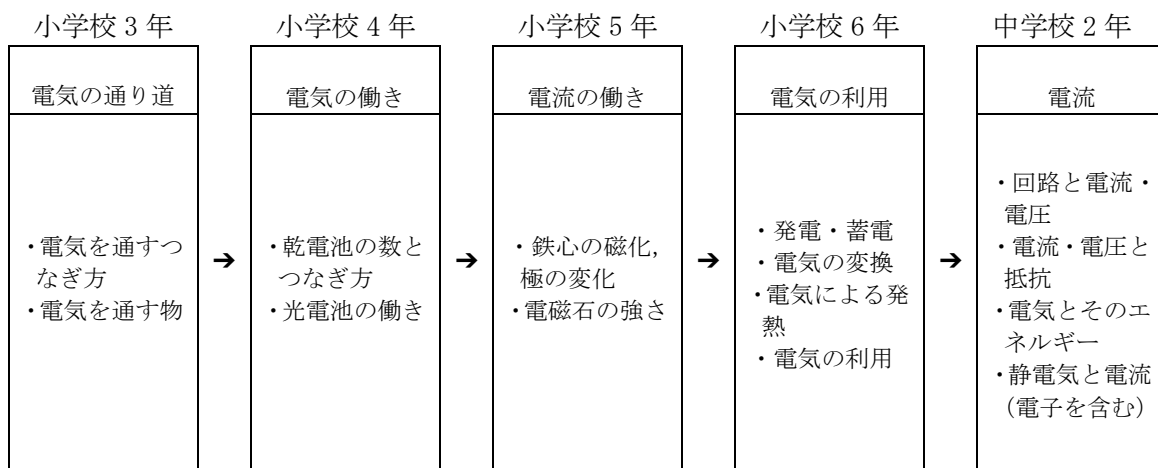 小学校3年
電気の通り道
・電気を通すつ
なぎ方
・電気を通す物
➔
小学校4年
電気の働き
・乾電池の数と
つなぎ方
・光電池の働き
➔
小学校5年
電流の働き
・鉄心の磁化,
極の変化
・電磁石の強さ
➔
小学校6年
電気の利用
・発電・蓄電
・電気の変換
・電気による発
熱
・電気の利用
➔
中学校2年
電流
・回路と電流・
電圧
・電流・電圧と
抵抗
・電気とそのエ
ネルギー
・静電気と電流
(電子を含む)